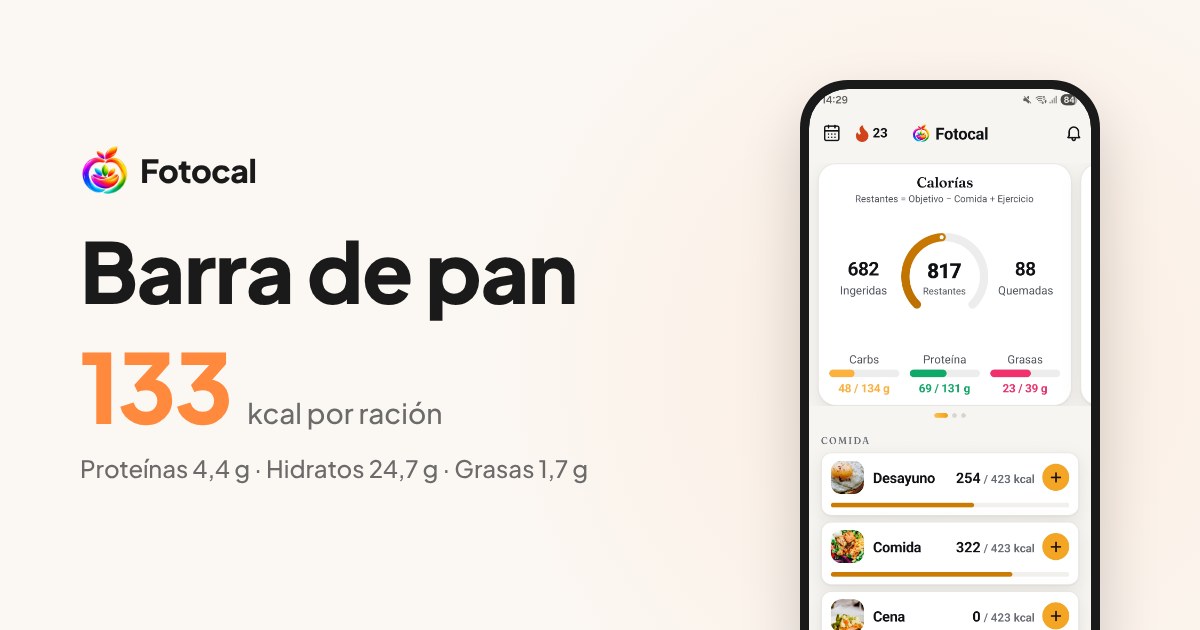 Fotocal
Barra de pan
133 kcal por ración
Proteínas 4,4 g · Hidratos 24,7 g · Grasas 1,7 g
14:29
84
23
Fotocal
Calorías
Restantes = Objetivo − Comida + Ejercicio
682
Ingeridas
817
Restantes
88
Quemadas
Carbs
Proteína
Grasas
48 / 134 g
69 / 131 g
23 / 39 g
COMIDA
Desayuno 254 / 423 kcal +
Comida 322 / 423 kcal +
Cena 0 / 423 kcal +